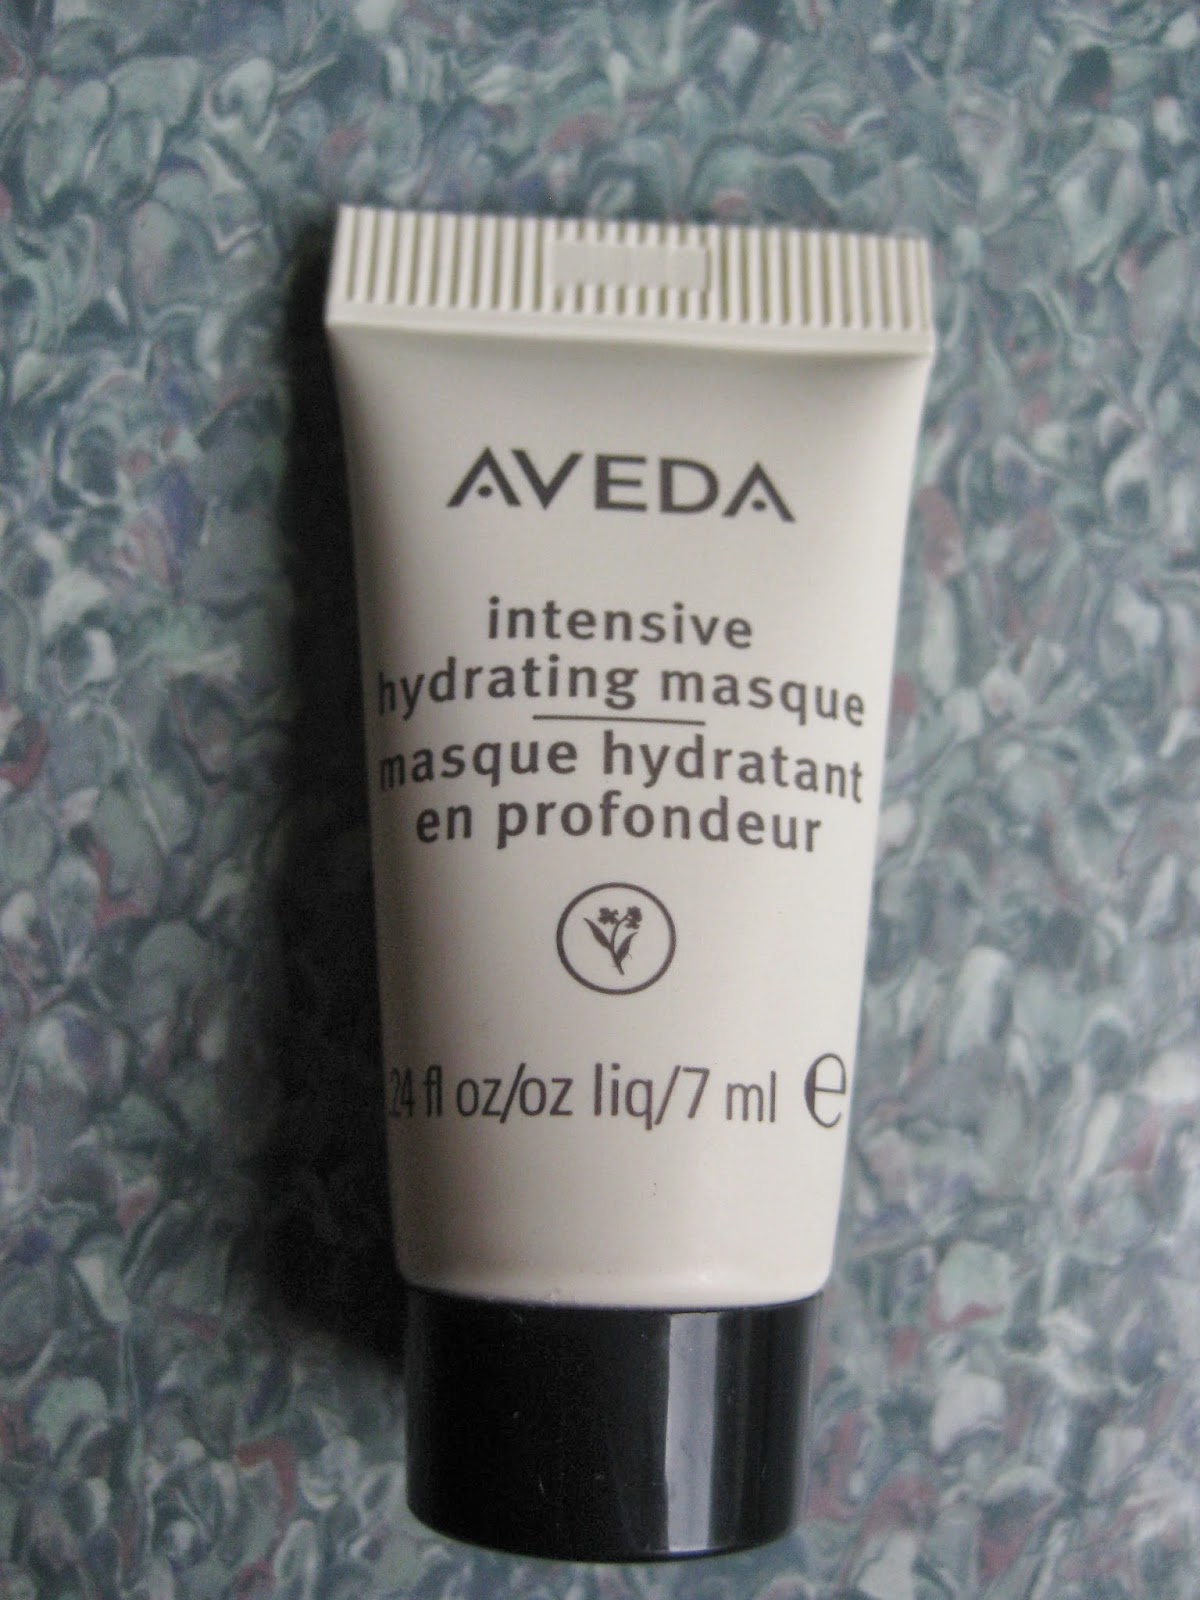 AVEDA
intensive
hydrating masque
masque hydratant
en profondeur
.24 fl oz/oz liq/7 ml ℮